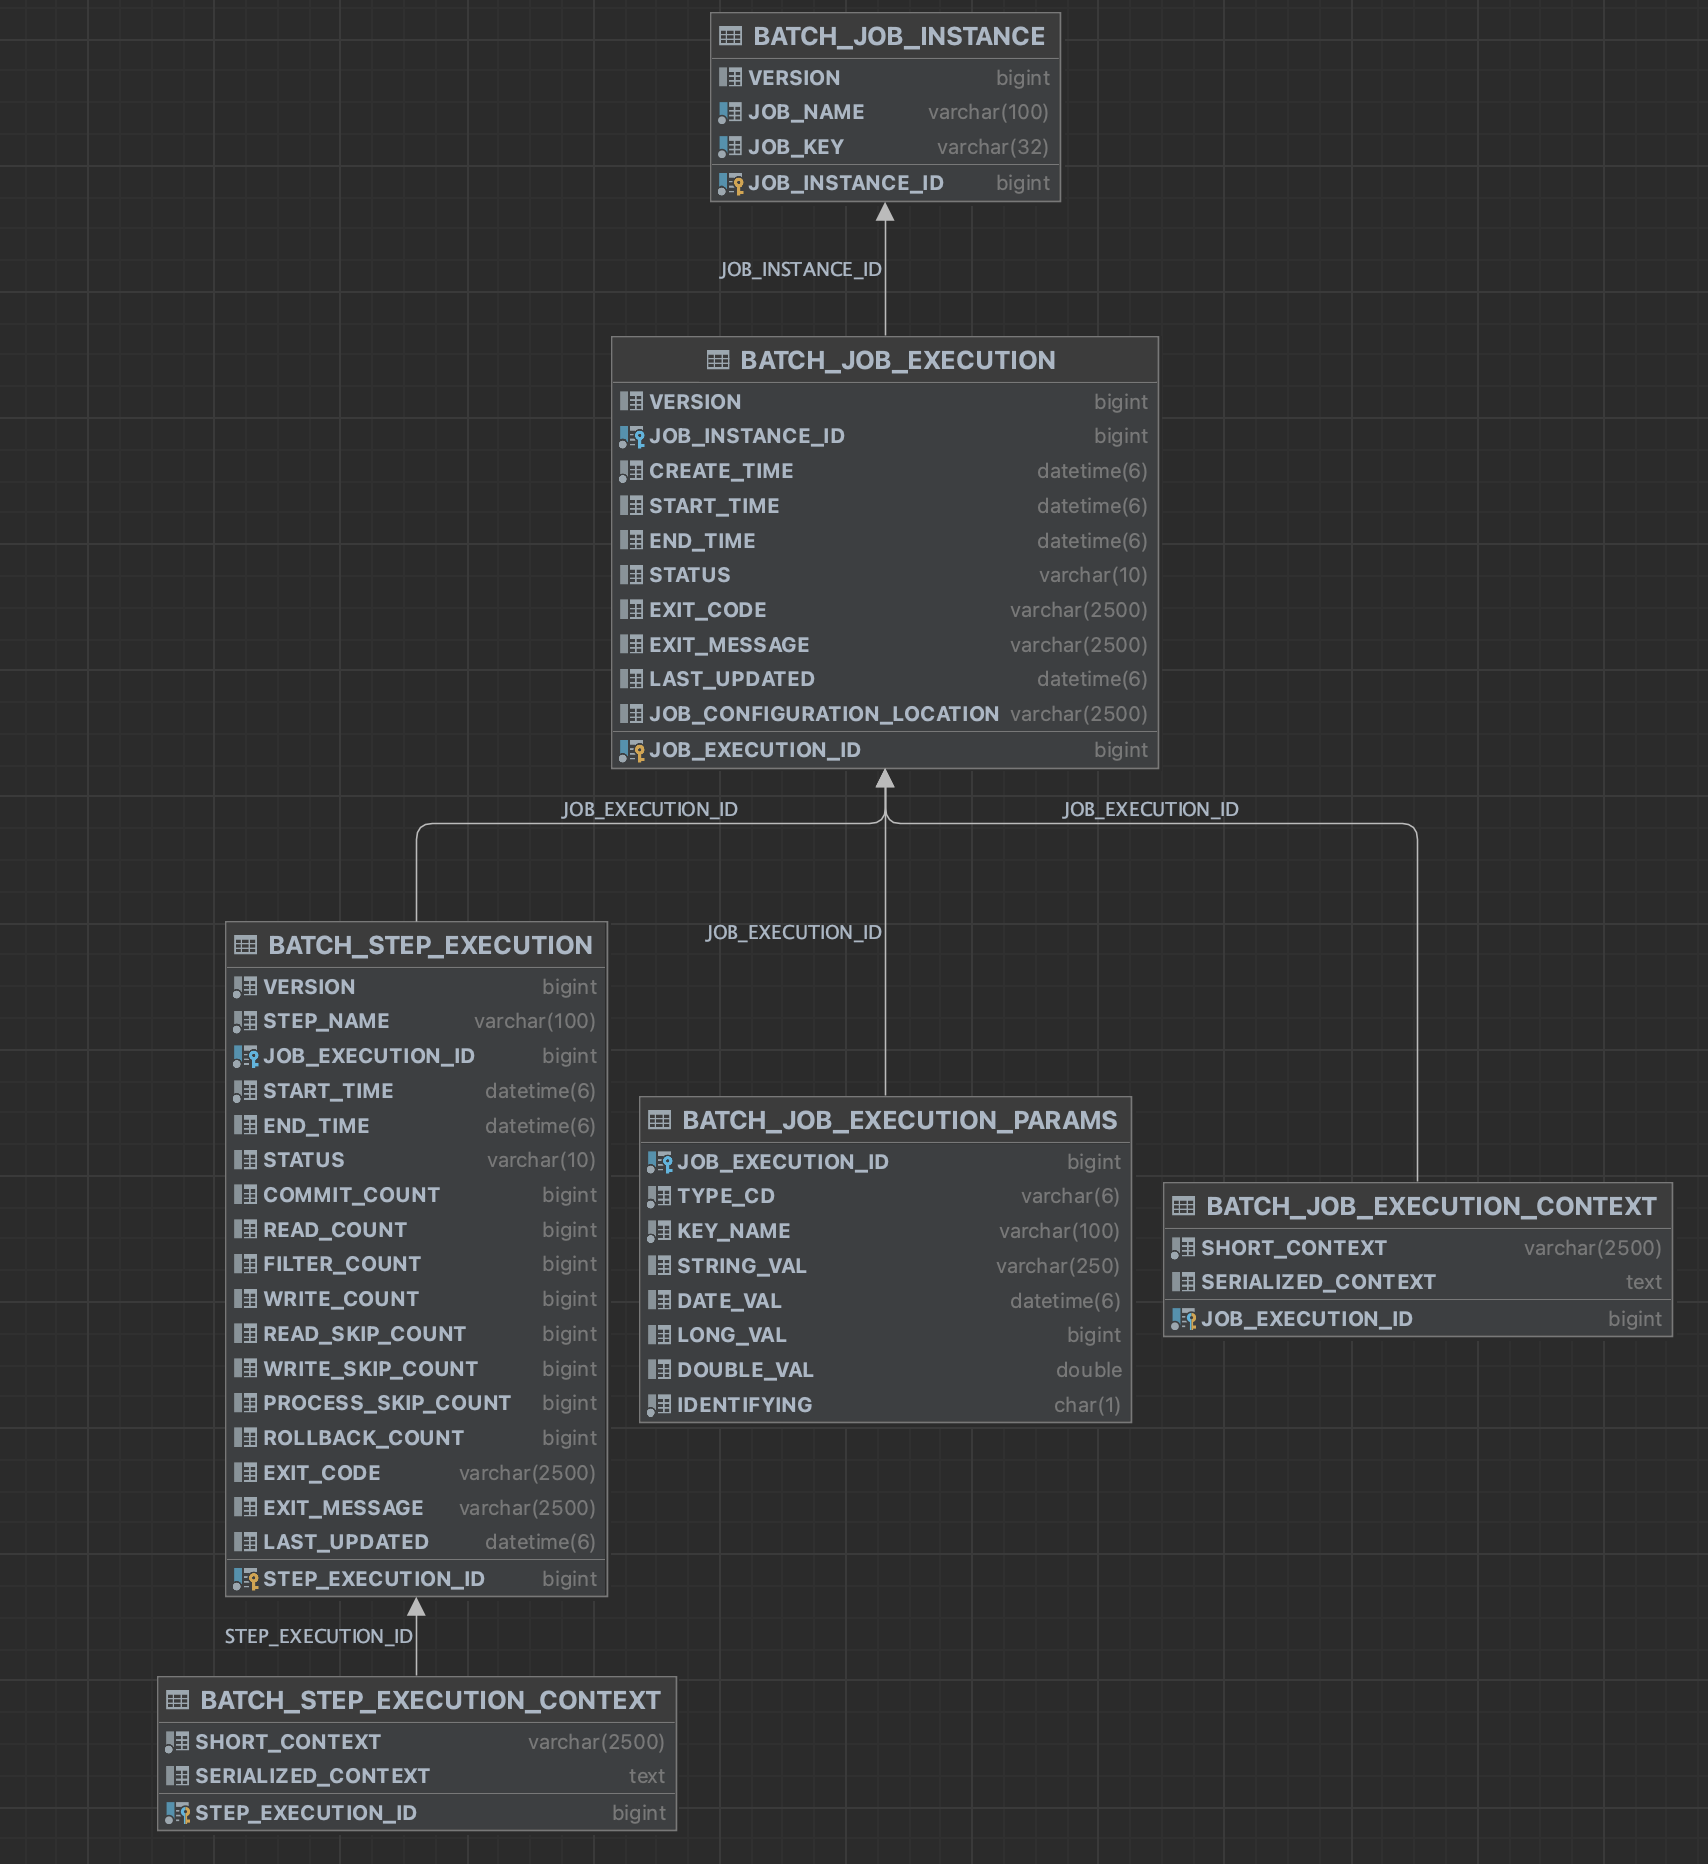 BATCH_JOB_INSTANCE
VERSION bigint
JOB_NAME varchar(100)
JOB_KEY varchar(32)
JOB_INSTANCE_ID bigint
JOB_INSTANCE_ID
BATCH_JOB_EXECUTION
VERSION bigint
JOB_INSTANCE_ID bigint
CREATE_TIME datetime(6)
START_TIME datetime(6)
END_TIME datetime(6)
STATUS varchar(10)
EXIT_CODE varchar(2500)
EXIT_MESSAGE varchar(2500)
LAST_UPDATED datetime(6)
JOB_CONFIGURATION_LOCATION varchar(2500)
JOB_EXECUTION_ID bigint
JOB_EXECUTION_ID
JOB_EXECUTION_ID
JOB_EXECUTION_ID
BATCH_STEP_EXECUTION
VERSION bigint
STEP_NAME varchar(100)
JOB_EXECUTION_ID bigint
START_TIME datetime(6)
END_TIME datetime(6)
STATUS varchar(10)
COMMIT_COUNT bigint
READ_COUNT bigint
FILTER_COUNT bigint
WRITE_COUNT bigint
READ_SKIP_COUNT bigint
WRITE_SKIP_COUNT bigint
PROCESS_SKIP_COUNT bigint
ROLLBACK_COUNT bigint
EXIT_CODE varchar(2500)
EXIT_MESSAGE varchar(2500)
LAST_UPDATED datetime(6)
STEP_EXECUTION_ID bigint
BATCH_JOB_EXECUTION_PARAMS
JOB_EXECUTION_ID bigint
TYPE_CD varchar(6)
KEY_NAME varchar(100)
STRING_VAL varchar(250)
DATE_VAL datetime(6)
LONG_VAL bigint
DOUBLE_VAL double
IDENTIFYING char(1)
BATCH_JOB_EXECUTION_CONTEXT
SHORT_CONTEXT varchar(2500)
SERIALIZED_CONTEXT text
JOB_EXECUTION_ID bigint
STEP_EXECUTION_ID
BATCH_STEP_EXECUTION_CONTEXT
SHORT_CONTEXT varchar(2500)
SERIALIZED_CONTEXT text
STEP_EXECUTION_ID bigint